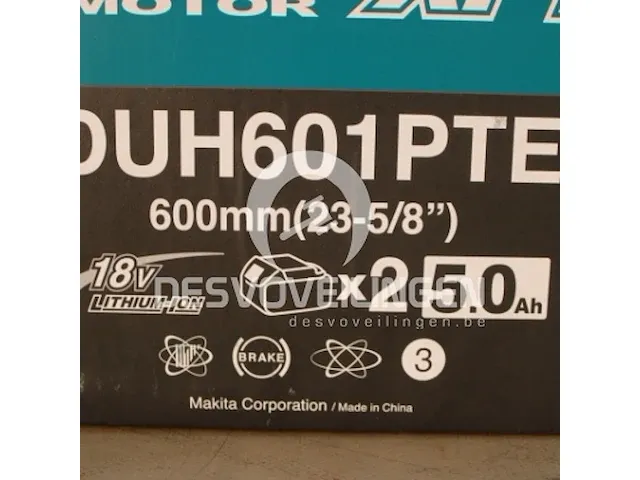 MOTOR
DUH601PTE
600mm(23-5/8")
18V
LITHIUM-ION
x2 5.0Ah
DESVOVEILINGEN
desvoveilingen.be
BRAKE
3
Makita Corporation / Made in China